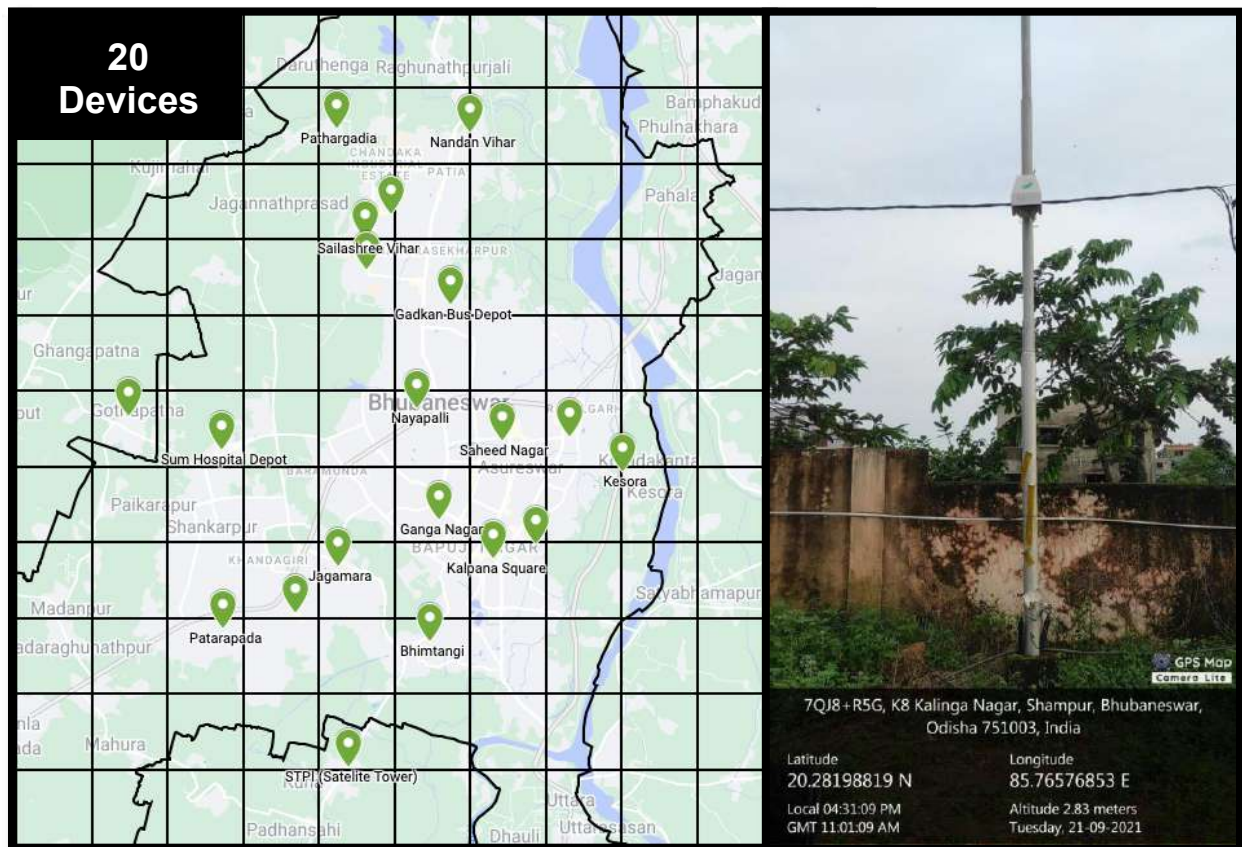 20
Devices
Daruthenga
Raghunathpurjali
Bamphakud
Phulnakhara
Pathargadia
Nandan Vihar
CHANDAKA
INDUSTRIAL
ESTATE
PATIA
Jagannathprasad
Pahala
Sailashree Vihar
Gadkan Bus Depot
Ghangapatna
Bhubaneswar
Nayapalli
Saheed Nagar
Sum Hospital Depot
BARAMUNDA
Kesora
Kesora
Paikarapur
Shankarpur
Ganga Nagar
BAPUJI NAGAR
Kalpana Square
KHANDAGIRI
Jagamara
Madanpur
Satyabhamapur
Patarapada
adaraghunathpur
Bhimtangi
Mahura
STPI (Satelite Tower)
Padhansahi
Dhauli
Uttara
Uttarasasan
GPS Map
Camera Lite
7QJ8+R5G, K8 Kalinga Nagar, Shampur, Bhubaneswar,
Odisha 751003, India
Latitude
20.28198819 N
Longitude
85.76576853 E
Local 04:31:09 PM
GMT 11:01:09 AM
Altitude 2.83 meters
Tuesday, 21-09-2021